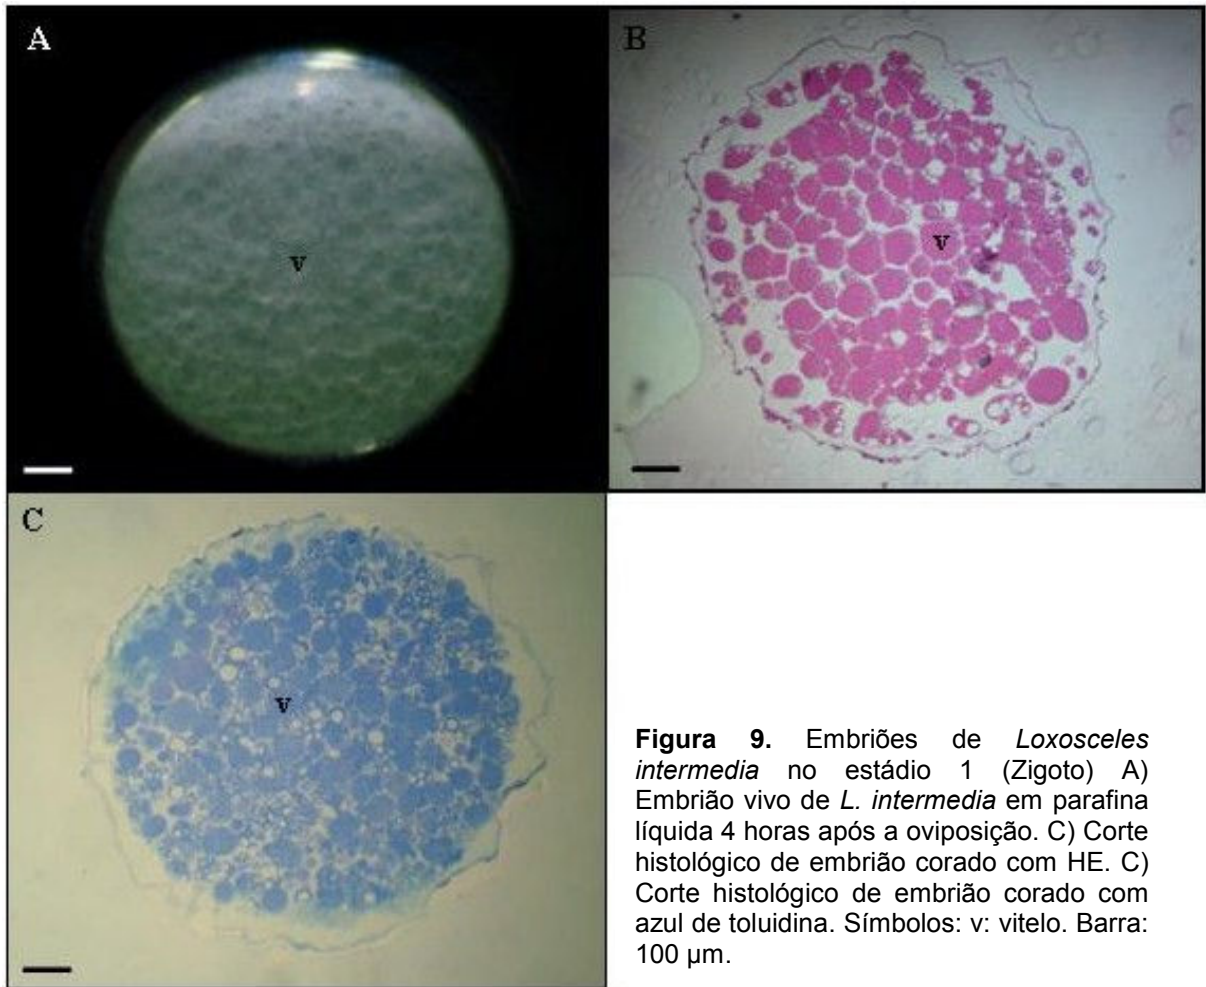 A
B
v
v
C
v
Figura 9. Embriões de Loxosceles
intermedia no estádio 1 (Zigoto) A)
Embrião vivo de L. intermedia em parafina
líquida 4 horas após a oviposição. C) Corte
histológico de embrião corado com HE. C)
Corte histológico de embrião corado com
azul de toluidina. Símbolos: v: vitelo. Barra:
100 µm.